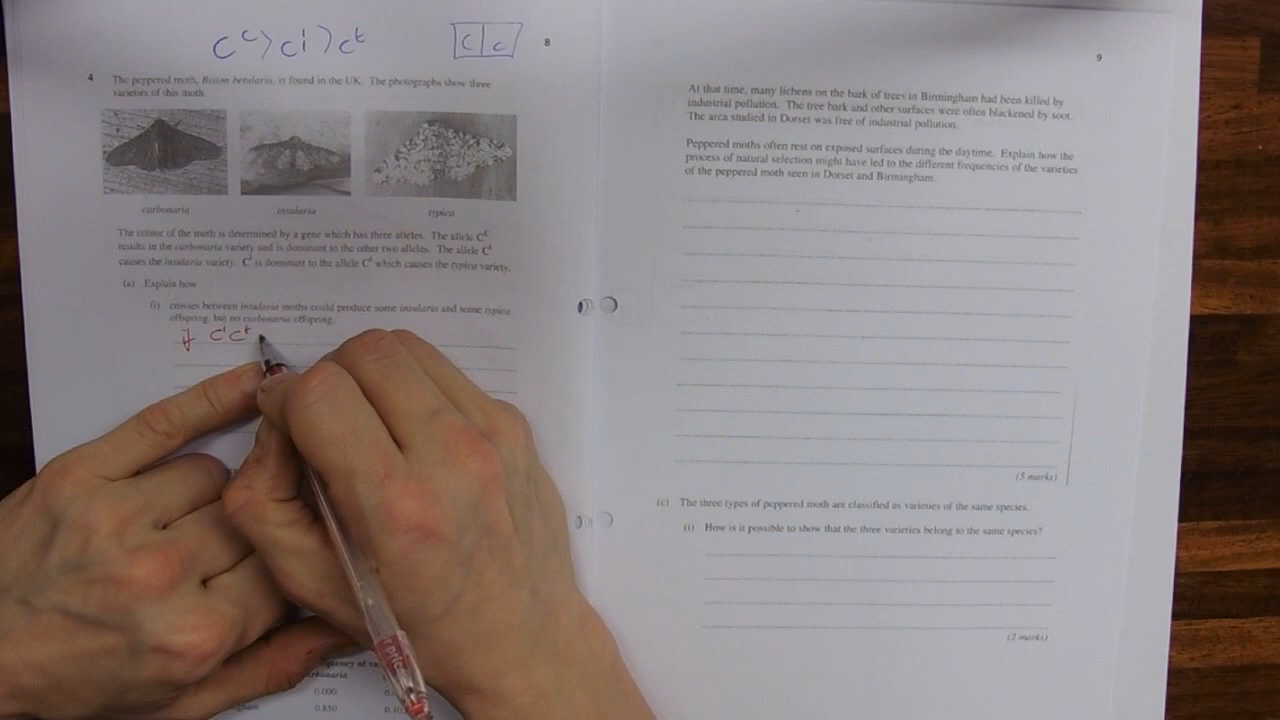 C^c > C^i > C^t
C | c
8
4 The peppered moth, Biston betularia, is found in the UK. The photographs show three
varieties of this moth.
carbonaria
insularia
typica
The colour of the moth is determined by a gene which has three alleles. The allele C^C
results in the carbonaria variety and is dominant to the other two alleles. The allele C^i
causes the insularia variety. C^i is dominant to the allele C^t which causes the typica variety.
(a) Explain how
(i) crosses between insularia moths could produce some insularia and some typica
offspring, but no carbonaria offspring.
if C^i C^t
0.000
0.850
9
At that time, many lichens on the bark of trees in Birmingham had been killed by
industrial pollution. The tree bark and other surfaces were often blackened by soot.
The area studied in Dorset was free of industrial pollution.
Peppered moths often rest on exposed surfaces during the daytime. Explain how the
process of natural selection might have led to the different frequencies of the varieties
of the peppered moth seen in Dorset and Birmingham.
(5 marks)
(c) The three types of peppered moth are classified as varieties of the same species.
(i) How is it possible to show that the three varieties belong to the same species?
(2 marks)